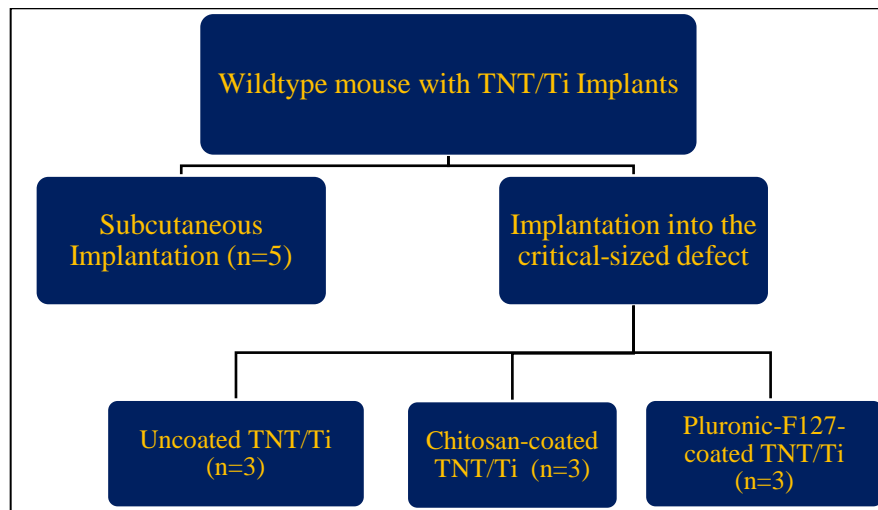 Wildtype mouse with TNT/Ti Implants
Subcutaneous
Implantation (n=5)
Implantation into the
critical-sized defect
Uncoated TNT/Ti
(n=3)
Chitosan-coated
TNT/Ti (n=3)
Pluronic-F127-
coated TNT/Ti
(n=3)